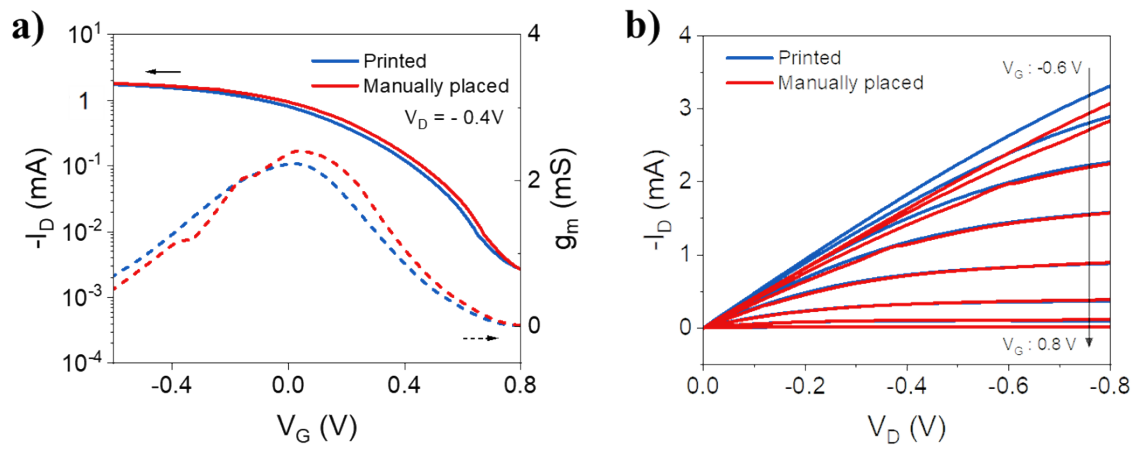 a)
10¹
1
10⁻¹
10⁻²
10⁻³
10⁻⁴
-I_D (mA)
Printed
Manually placed
V_D = - 0.4V
4
2
0
g_m (mS)
-0.4
0.0
0.4
0.8
V_G (V)
b)
4
3
2
1
0
-I_D (mA)
Printed
Manually placed
V_G : -0.6 V
V_G : 0.8 V
0.0
-0.2
-0.4
-0.6
-0.8
V_D (V)